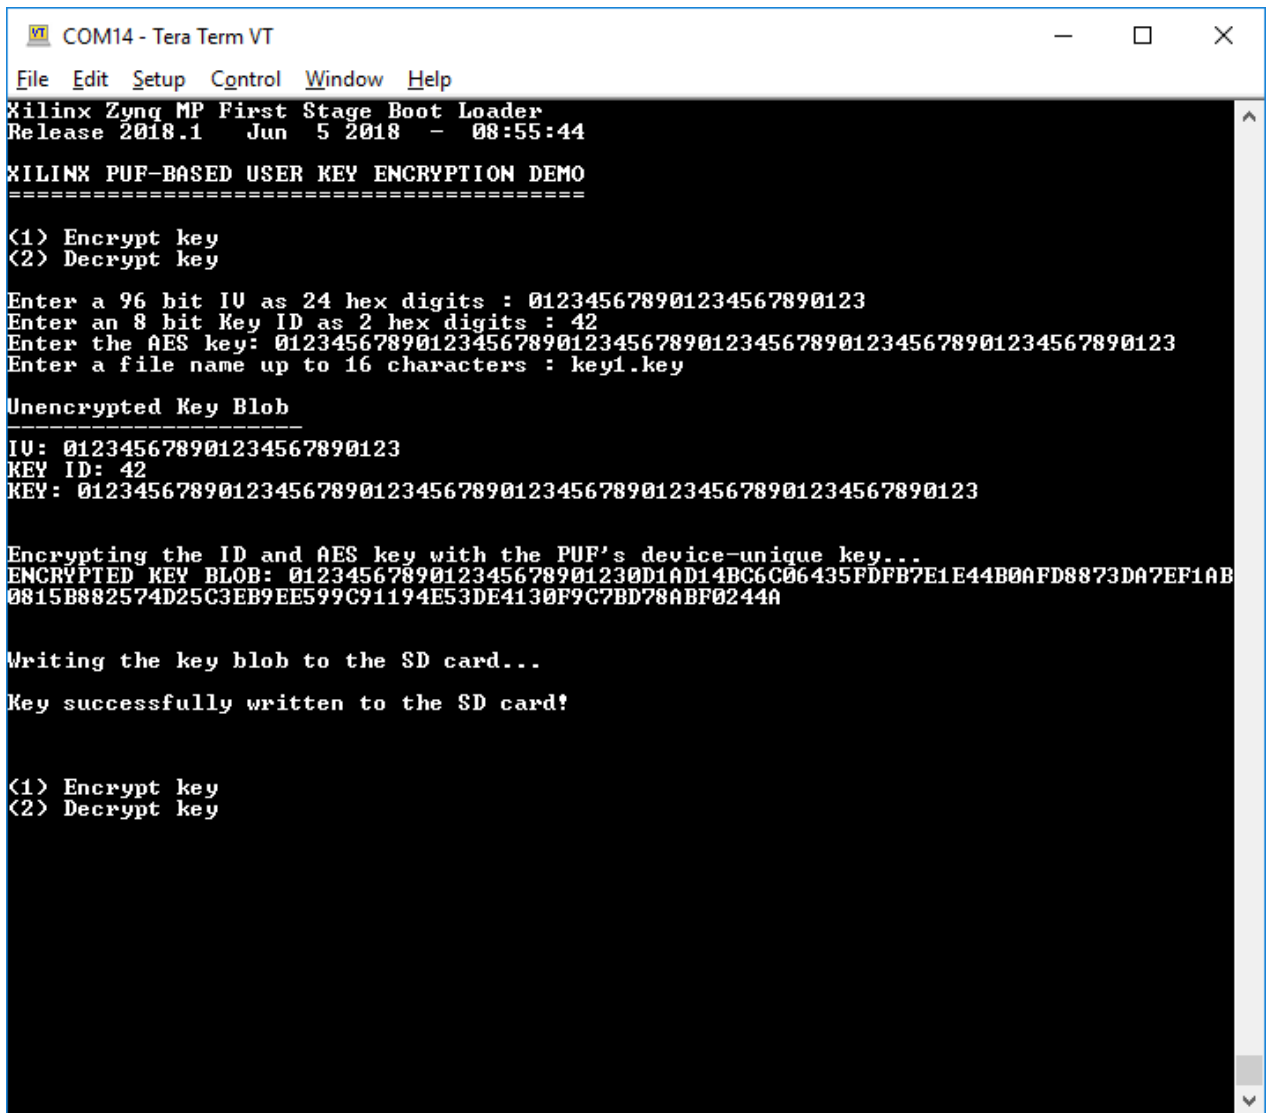 COM14 - Tera Term VT
File Edit Setup Control Window Help
Xilinx Zynq MP First Stage Boot Loader
Release 2018.1   Jun  5 2018  -  08:55:44
XILINX PUF-BASED USER KEY ENCRYPTION DEMO
=========================================
(1) Encrypt key
(2) Decrypt key
Enter a 96 bit IV as 24 hex digits : 012345678901234567890123
Enter an 8 bit Key ID as 2 hex digits : 42
Enter the AES key: 0123456789012345678901234567890123456789012345678901234567890123
Enter a file name up to 16 characters : key1.key
Unencrypted Key Blob
---------------------
IV: 012345678901234567890123
KEY ID: 42
KEY: 0123456789012345678901234567890123456789012345678901234567890123
Encrypting the ID and AES key with the PUF's device-unique key...
ENCRYPTED KEY BLOB: 0123456789012345678901230D1AD14BC6C06435FDFB7E1E44B0AFD8873DA7EF1AB
0815B882574D25C3EB9EE599C91194E53DE4130F9C7BD78ABF0244A
Writing the key blob to the SD card...
Key successfully written to the SD card!
(1) Encrypt key
(2) Decrypt key